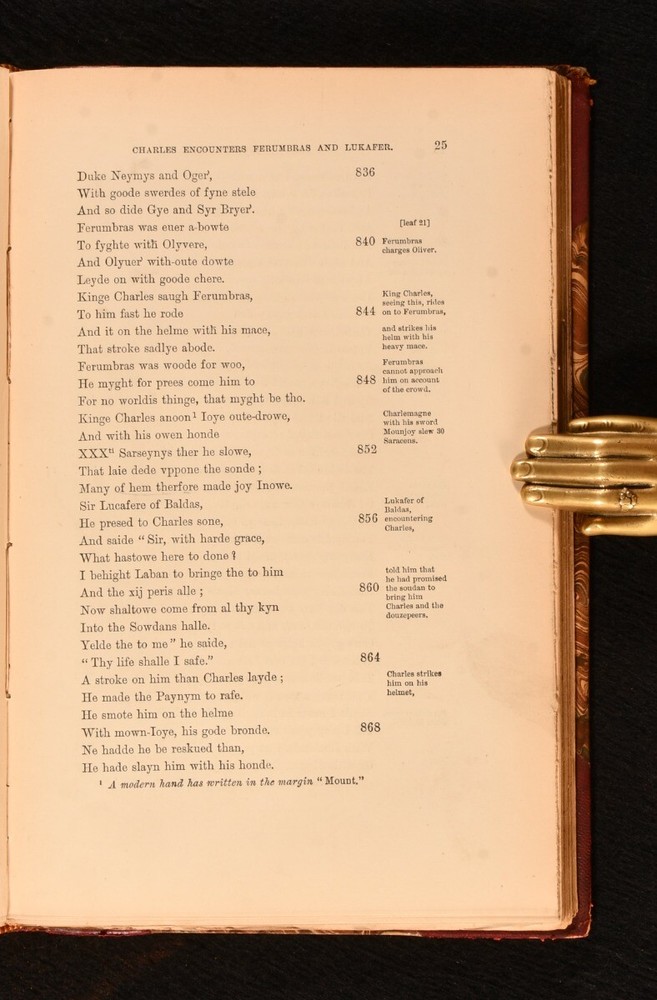 CHARLES ENCOUNTERS FERUMBRAS AND LUKAFER. 25
Duke Neymys and Oger', 836
With goode swerdes of fyne stele
And so dide Gye and Syr Bryer'.
Ferumbras was euer a-bowte [leaf 21]
To fyghte with Olyvere, 840 Ferumbras
charges Oliver.
And Olyuer' with-oute dowte
Leyde on with goode chere.
Kinge Charles saugh Ferumbras, King Charles,
seeing this, rides
To him fast he rode 844 on to Ferumbras,
And it on the helme with his mace, and strikes his
helm with his
That stroke sadlye abode. heavy mace.
Ferumbras was woode for woo, Ferumbras
cannot approach
He myght for prees come him to 848 him on account
of the crowd.
For no worldis thinge, that myght be tho.
Kinge Charles anoon¹ Ioye oute-drowe, Charlemagne
with his sword
And with his owen honde Mounjoy slew 30
Saracens.
XXXti Sarseynys ther he slowe, 852
That laie dede vppone the sonde ;
Many of hem therfore made joy Inowe.
Sir Lucafere of Baldas, Lukafer of
Baldas,
He presed to Charles sone, 856 encountering
Charles,
And saide " Sir, with harde grace,
What hastowe here to done ?
I behight Laban to bringe the to him told him that
he had promised
And the xij peris alle ; 860 the soudan to
bring him
Now shaltowe come from al thy kyn Charles and the
douzepeers.
Into the Sowdans halle.
Yelde the to me " he saide,
" Thy life shalle I safe." 864
A stroke on him than Charles layde ; Charles strikes
him on his
He made the Paynym to rafe. helmet,
He smote him on the helme
With mown-Ioye, his gode bronde. 868
Ne hadde he be reskued than,
He hade slayn him with his honde.
¹ A modern hand has written in the margin " Mount."